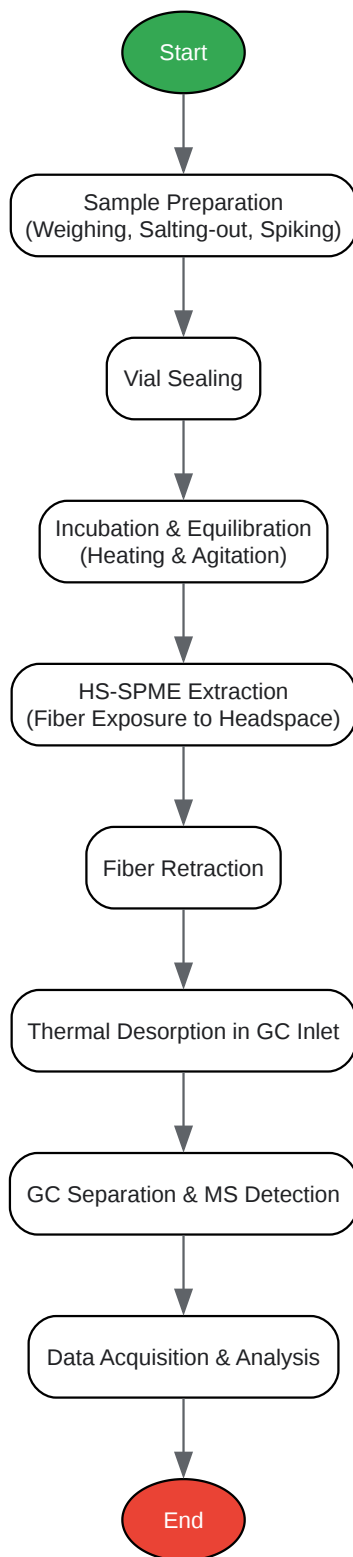 Start
Sample Preparation
(Weighing, Salting-out, Spiking)
Vial Sealing
Incubation & Equilibration
(Heating & Agitation)
HS-SPME Extraction
(Fiber Exposure to Headspace)
Fiber Retraction
Thermal Desorption in GC Inlet
GC Separation & MS Detection
Data Acquisition & Analysis
End